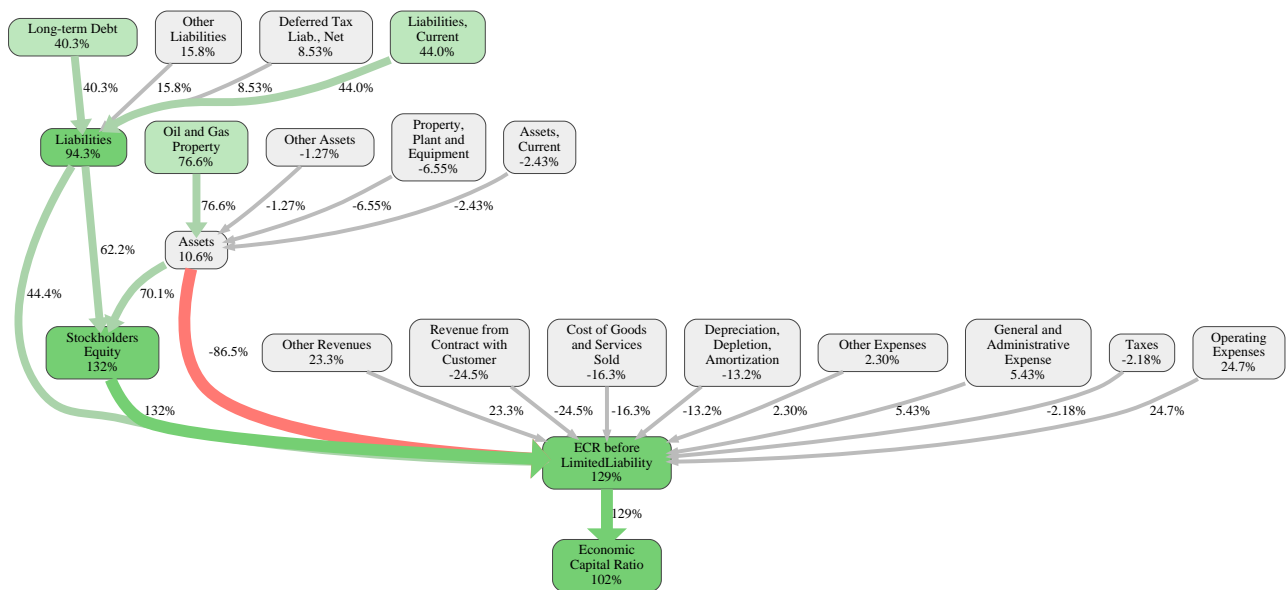 Long-term Debt
40.3%
Other
Liabilities
15.8%
Deferred Tax
Liab., Net
8.53%
Liabilities,
Current
44.0%
40.3%
15.8%
8.53%
44.0%
Liabilities
94.3%
Oil and Gas
Property
76.6%
Other Assets
-1.27%
Property,
Plant and
Equipment
-6.55%
Assets,
Current
-2.43%
76.6%
-1.27%
-6.55%
-2.43%
Assets
10.6%
62.2%
44.4%
70.1%
Stockholders
Equity
132%
-86.5%
Other Revenues
23.3%
Revenue from
Contract with
Customer
-24.5%
Cost of Goods
and Services
Sold
-16.3%
Depreciation,
Depletion,
Amortization
-13.2%
Other Expenses
2.30%
General and
Administrative
Expense
5.43%
Taxes
-2.18%
Operating
Expenses
24.7%
132%
23.3%
-24.5%
-16.3%
-13.2%
2.30%
5.43%
-2.18%
24.7%
ECR before
LimitedLiability
129%
129%
Economic
Capital Ratio
102%